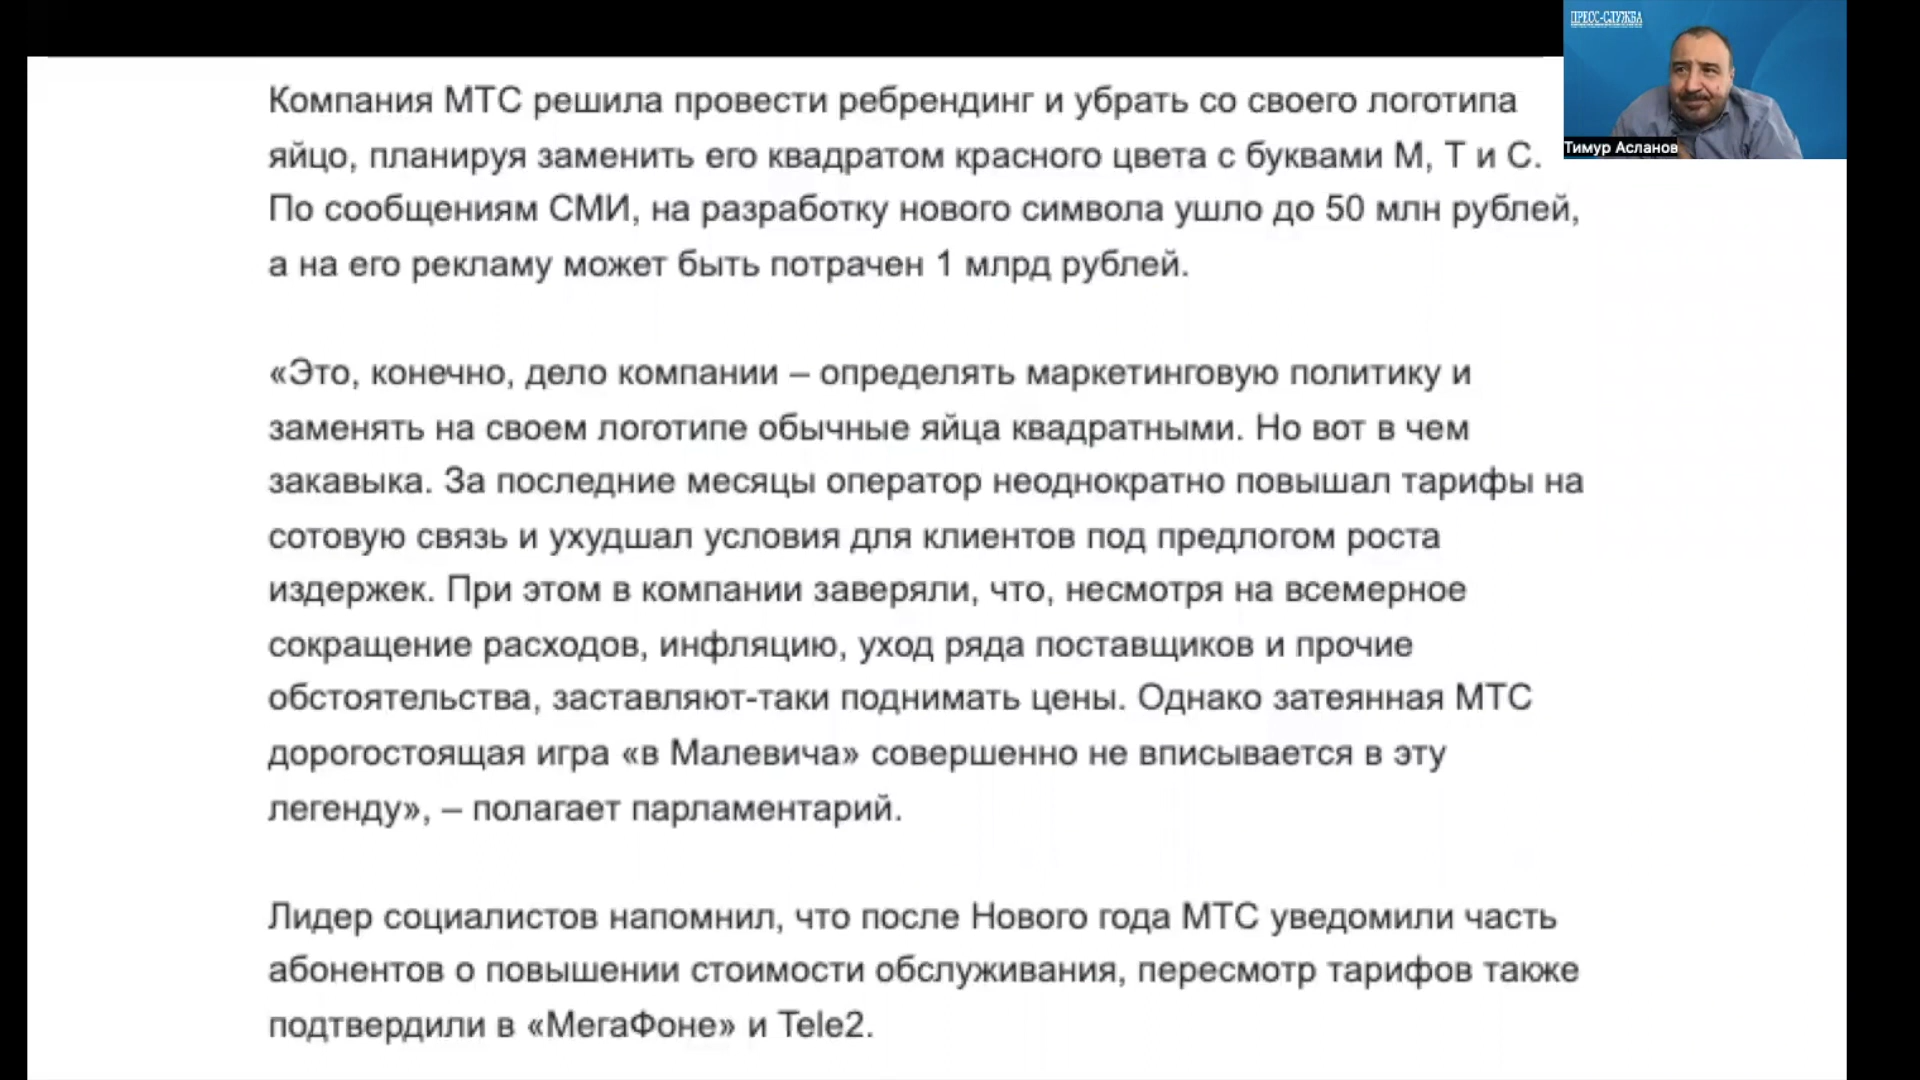 ПРЕСС-СЛУЖБА
Тимур Асланов
Компания МТС решила провести ребрендинг и убрать со своего логотипа
яйцо, планируя заменить его квадратом красного цвета с буквами М, Т и С.
По сообщениям СМИ, на разработку нового символа ушло до 50 млн рублей,
а на его рекламу может быть потрачен 1 млрд рублей.
«Это, конечно, дело компании – определять маркетинговую политику и
заменять на своем логотипе обычные яйца квадратными. Но вот в чем
закавыка. За последние месяцы оператор неоднократно повышал тарифы на
сотовую связь и ухудшал условия для клиентов под предлогом роста
издержек. При этом в компании заверяли, что, несмотря на всемерное
сокращение расходов, инфляцию, уход ряда поставщиков и прочие
обстоятельства, заставляют-таки поднимать цены. Однако затеянная МТС
дорогостоящая игра «в Малевича» совершенно не вписывается в эту
легенду», – полагает парламентарий.
Лидер социалистов напомнил, что после Нового года МТС уведомили часть
абонентов о повышении стоимости обслуживания, пересмотр тарифов также
подтвердили в «МегаФоне» и Tele2.